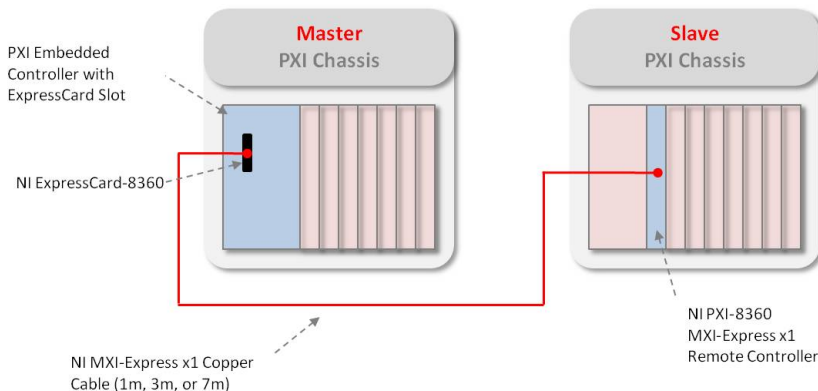 Master
PXI Chassis
Slave
PXI Chassis
PXI Embedded
Controller with
ExpressCard Slot
NI ExpressCard-8360
NI MXI-Express x1 Copper
Cable (1m, 3m, or 7m)
NI PXI-8360
MXI-Express x1
Remote Controller